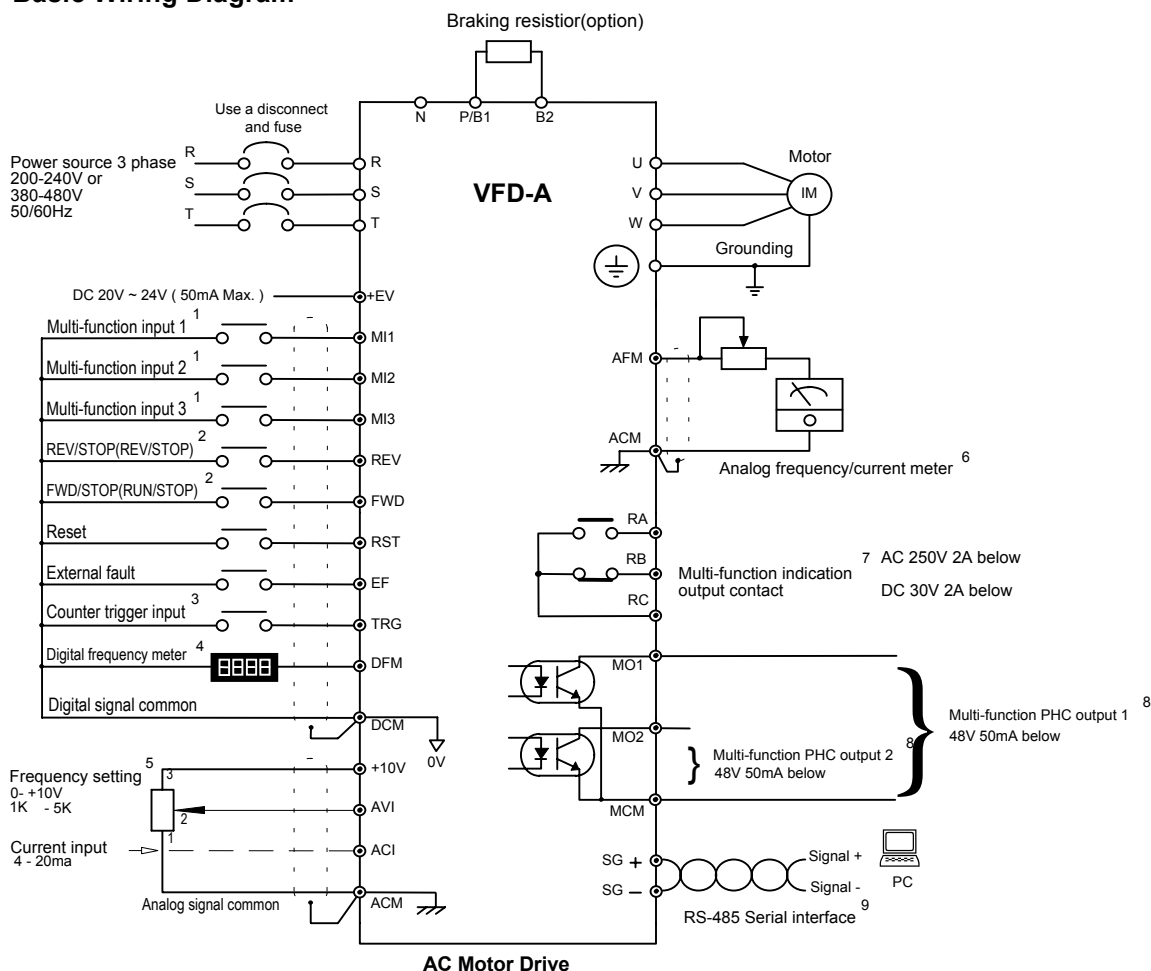 Basic Wiring Diagram
Braking resistior(option)
N
P/B1
B2
Use a disconnect
and fuse
Power source 3 phase
200-240V or
380-480V
50/60Hz
R
S
T
R
S
T
VFD-A
U
V
W
Motor
IM
Grounding
DC 20V ~ 24V ( 50mA Max. )
+EV
Multi-function input 1 1
MI1
Multi-function input 2 1
MI2
Multi-function input 3 1
MI3
REV/STOP(REV/STOP) 2
REV
FWD/STOP(RUN/STOP) 2
FWD
Reset
RST
External fault
EF
Counter trigger input 3
TRG
Digital frequency meter 4
DFM
Digital signal common
DCM
0V
Frequency setting 5
0- +10V
1K - 5K
3
2
1
+10V
AVI
Current input
4 - 20ma
ACI
Analog signal common
ACM
AFM
ACM
Analog frequency/current meter 6
RA
RB
RC
Multi-function indication
output contact
7 AC 250V 2A below
DC 30V 2A below
MO1
MO2
MCM
Multi-function PHC output 1 8
48V 50mA below
Multi-function PHC output 2 8
48V 50mA below
SG +
SG −
Signal +
Signal -
PC
RS-485 Serial interface 9
AC Motor Drive